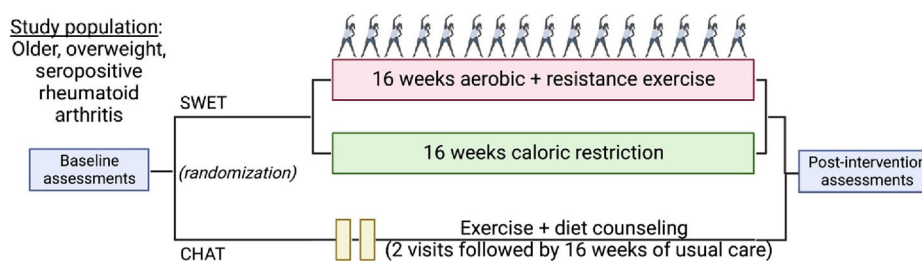 Study population:
Older, overweight,
seropositive
rheumatoid
arthritis
SWET
16 weeks aerobic + resistance exercise
16 weeks caloric restriction
Baseline
assessments
(randomization)
Post-intervention
assessments
CHAT
Exercise + diet counseling
(2 visits followed by 16 weeks of usual care)